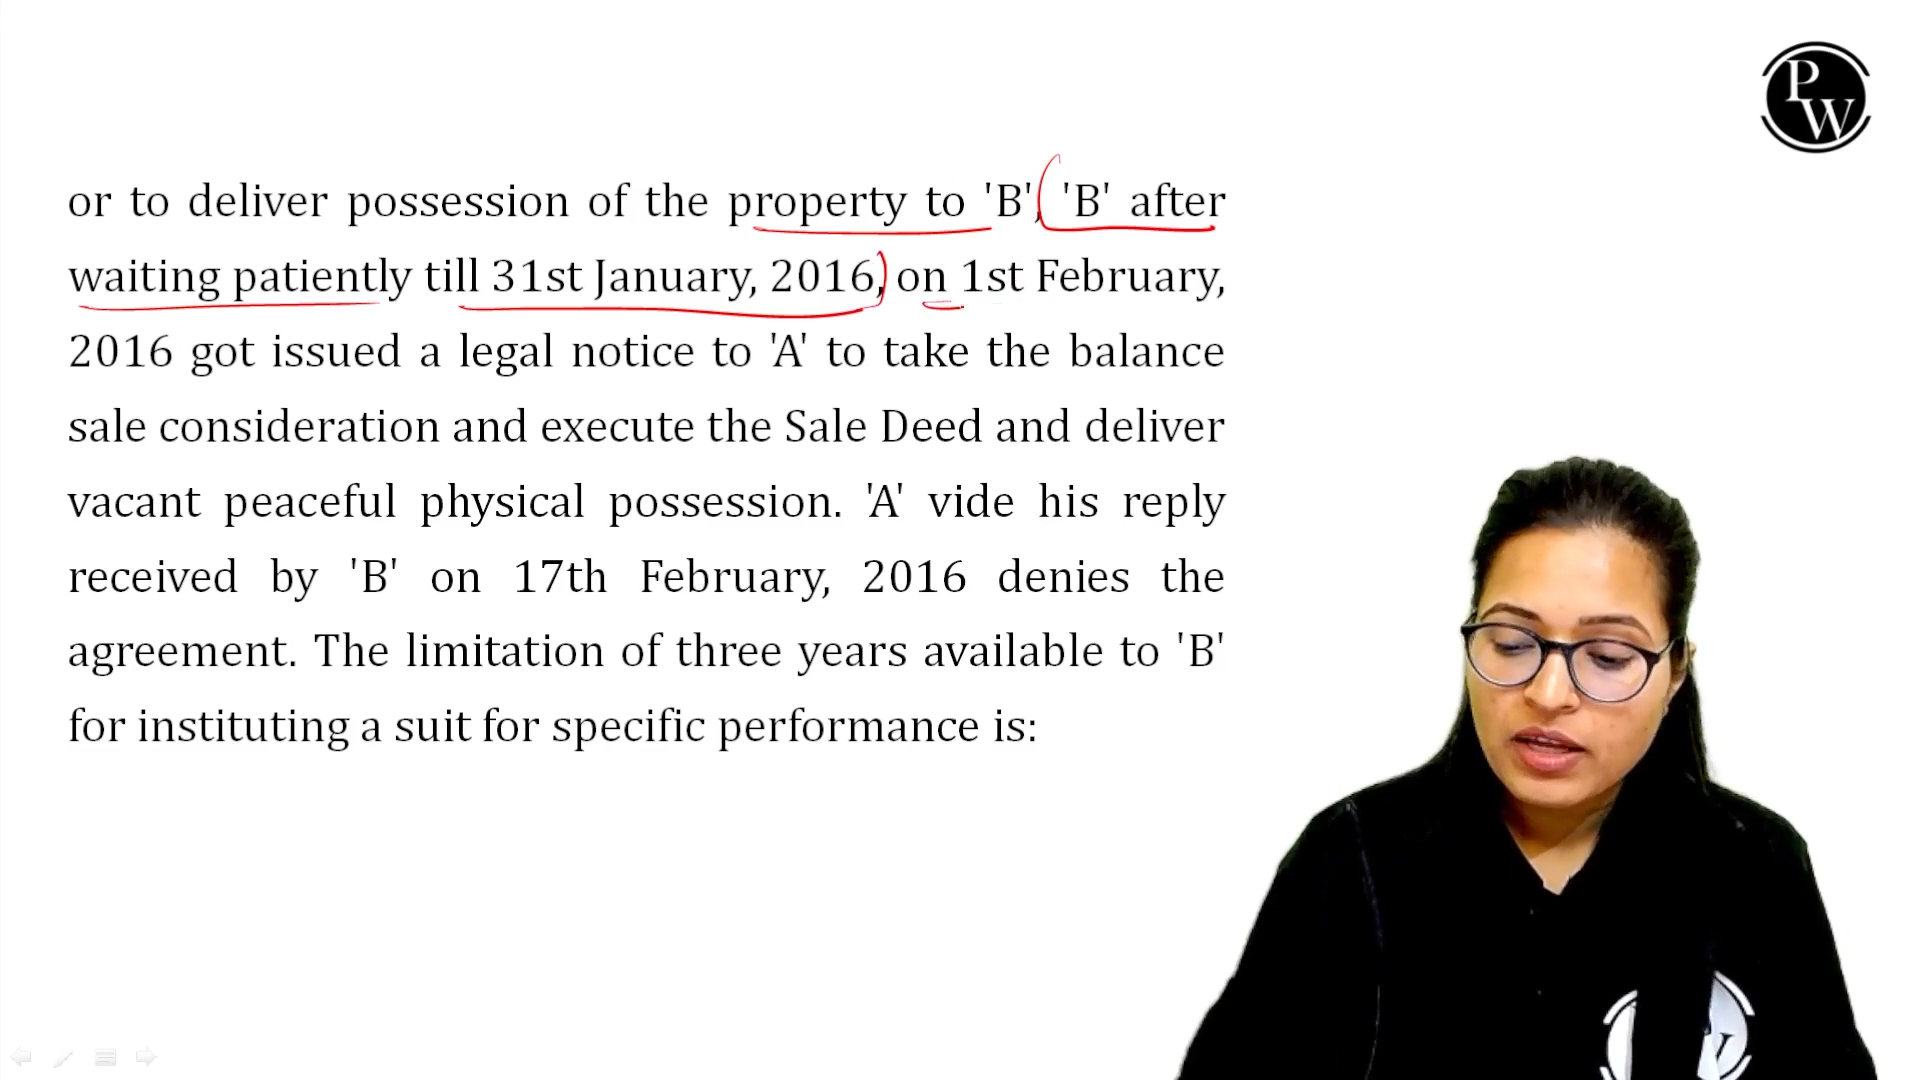 PW
or to deliver possession of the property to 'B', 'B' after
waiting patiently till 31st January, 2016, on 1st February,
2016 got issued a legal notice to 'A' to take the balance
sale consideration and execute the Sale Deed and deliver
vacant peaceful physical possession. 'A' vide his reply
received by 'B' on 17th February, 2016 denies the
agreement. The limitation of three years available to 'B'
for instituting a suit for specific performance is: